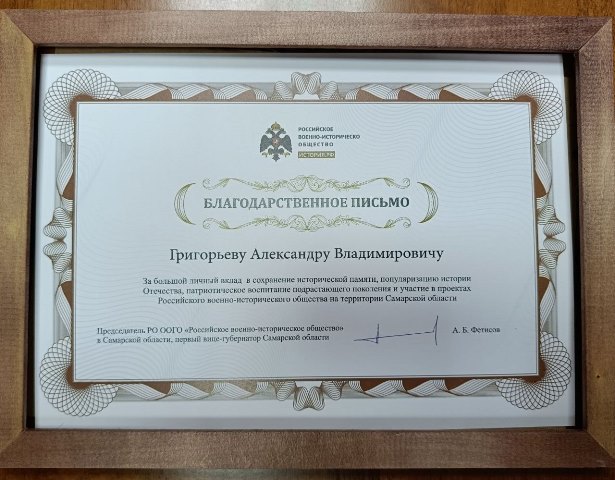 РОССИЙСКОЕ
ВОЕННО-ИСТОРИЧЕСКОЕ
ОБЩЕСТВО
ИСТОРИЯ.РФ
БЛАГОДАРСТВЕННОЕ ПИСЬМО
Григорьеву Александру Владимировичу
За большой личный вклад в сохранение исторической памяти, популяризацию истории
Отечества, патриотическое воспитание подрастающего поколения и участие в проектах
Российского военно-исторического общества на территории Самарской области
Председатель РО ООГО «Российское военно-историческое общество»
в Самарской области, первый вице-губернатор Самарской области
А. Б. Фетисов